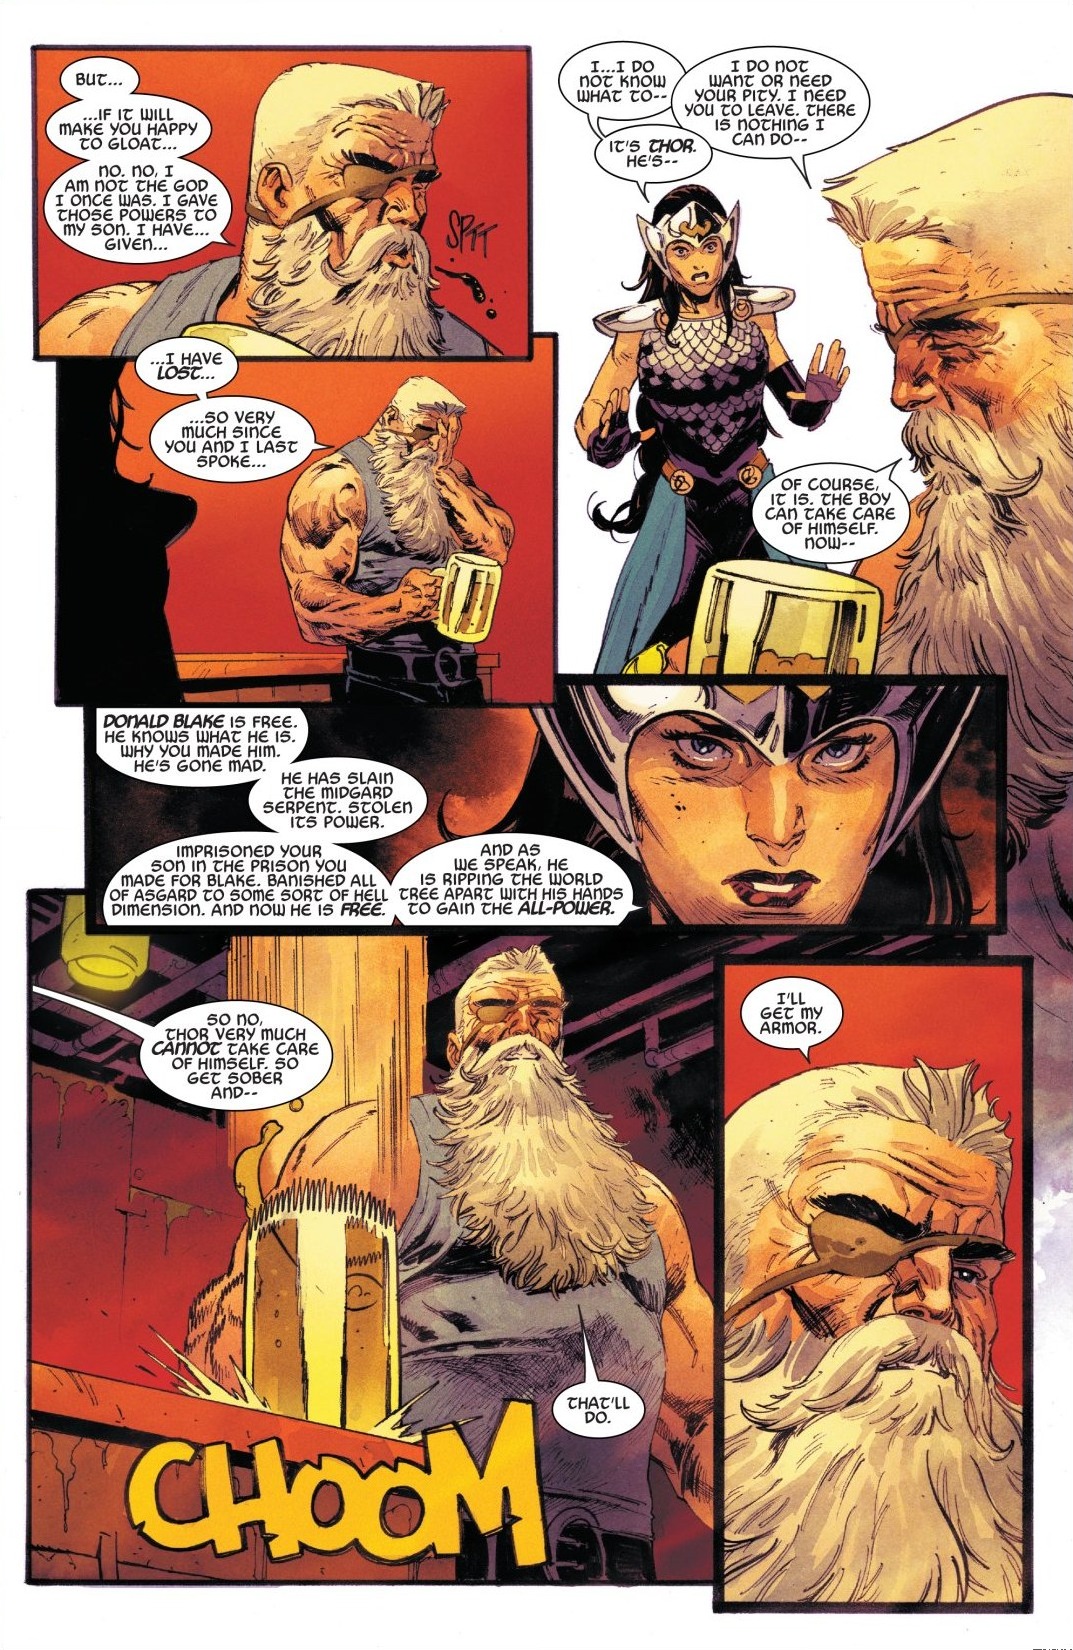 BUT...
...IF IT WILL
MAKE YOU HAPPY
TO GLOAT...
NO. NO, I
AM NOT THE GOD
I ONCE WAS. I GAVE
THOSE POWERS TO
MY SON. I HAVE...
GIVEN...
SPTT
...I HAVE
LOST...
...SO VERY
MUCH SINCE
YOU AND I LAST
SPOKE...
I...I DO
NOT KNOW
WHAT TO--
I DO NOT
WANT OR NEED
YOUR PITY. I NEED
YOU TO LEAVE. THERE
IS NOTHING I
CAN DO--
IT'S THOR.
HE'S--
OF COURSE,
IT IS. THE BOY
CAN TAKE CARE
OF HIMSELF.
NOW--
DONALD BLAKE IS FREE.
HE KNOWS WHAT HE IS.
WHY YOU MADE HIM.
HE'S GONE MAD.
HE HAS SLAIN
THE MIDGARD
SERPENT. STOLEN
ITS POWER.
IMPRISONED YOUR
SON IN THE PRISON YOU
MADE FOR BLAKE. BANISHED ALL
OF ASGARD TO SOME SORT OF HELL
DIMENSION. AND NOW HE IS FREE.
AND AS
WE SPEAK, HE
IS RIPPING THE WORLD
TREE APART WITH HIS HANDS
TO GAIN THE ALL-POWER.
SO NO,
THOR VERY MUCH
CANNOT TAKE CARE
OF HIMSELF. SO
GET SOBER
AND--
THAT'LL
DO.
CHOOM
I'LL
GET MY
ARMOR.